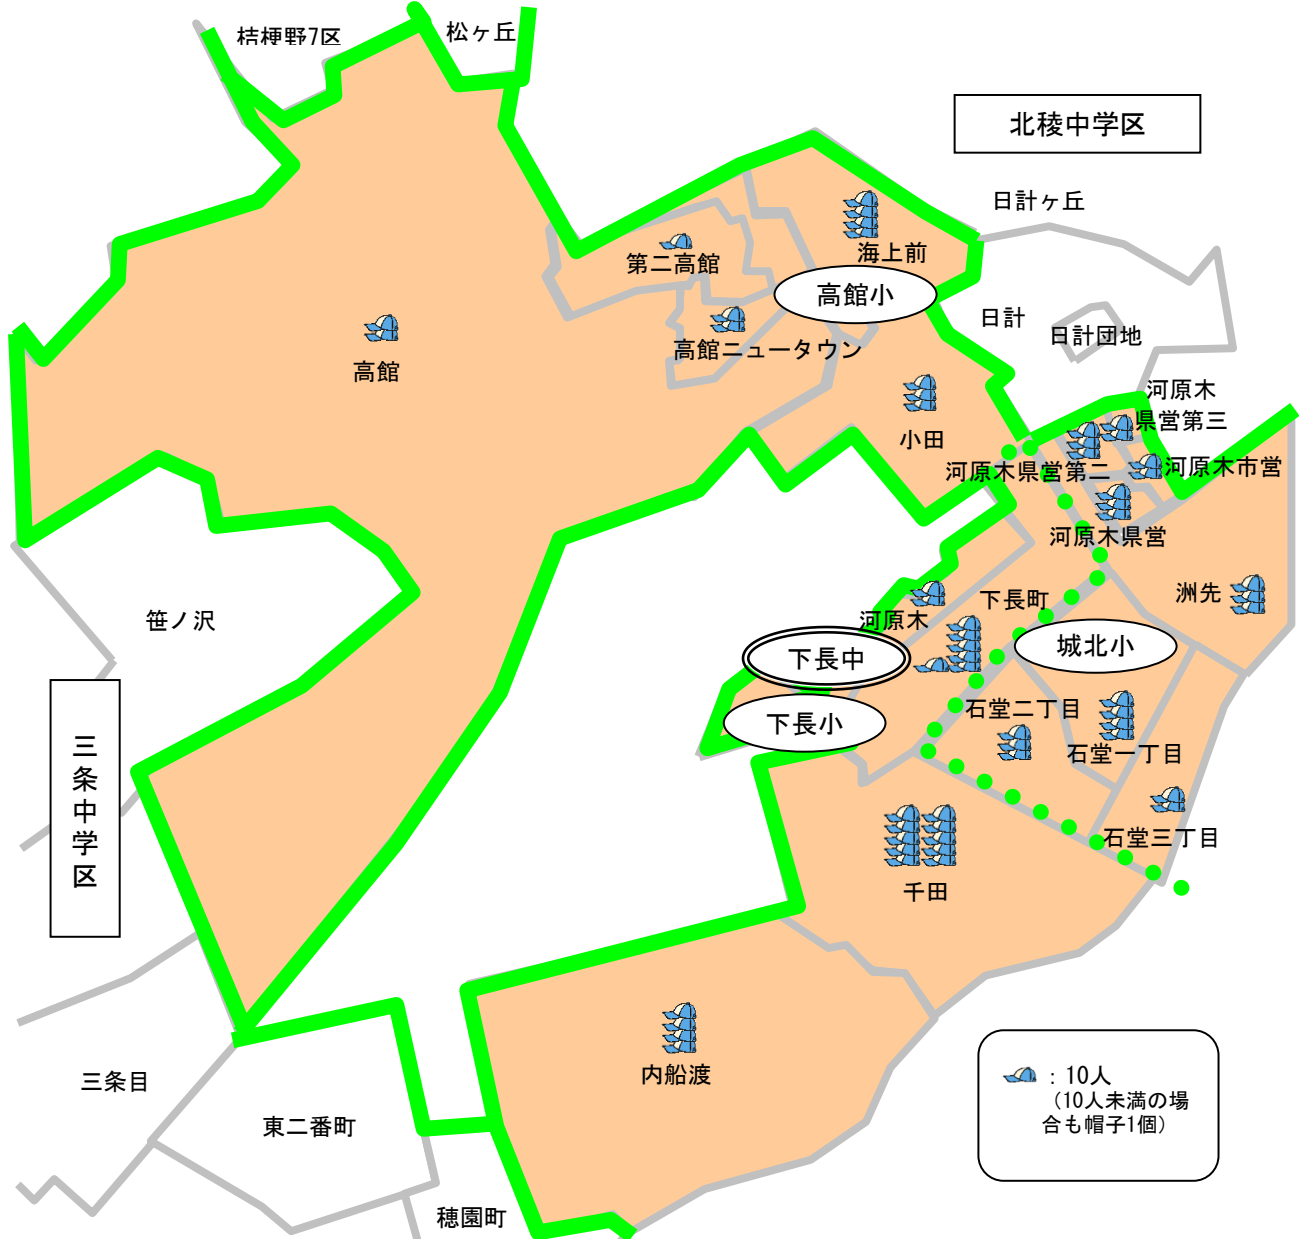 桔梗野7区
松ヶ丘
北稜中学区
日計ヶ丘
海上前
第二高館
高館小
日計
日計団地
高館ニュータウン
高館
河原木
県営第三
小田
河原木県営第二
河原木市営
河原木県営
洲先
下長町
河原木
笹ノ沢
城北小
下長中
下長小
石堂二丁目
石堂一丁目
三条中学区
石堂三丁目
千田
内船渡
：10人
（10人未満の場
合も帽子1個）
三条目
東二番町
穂園町